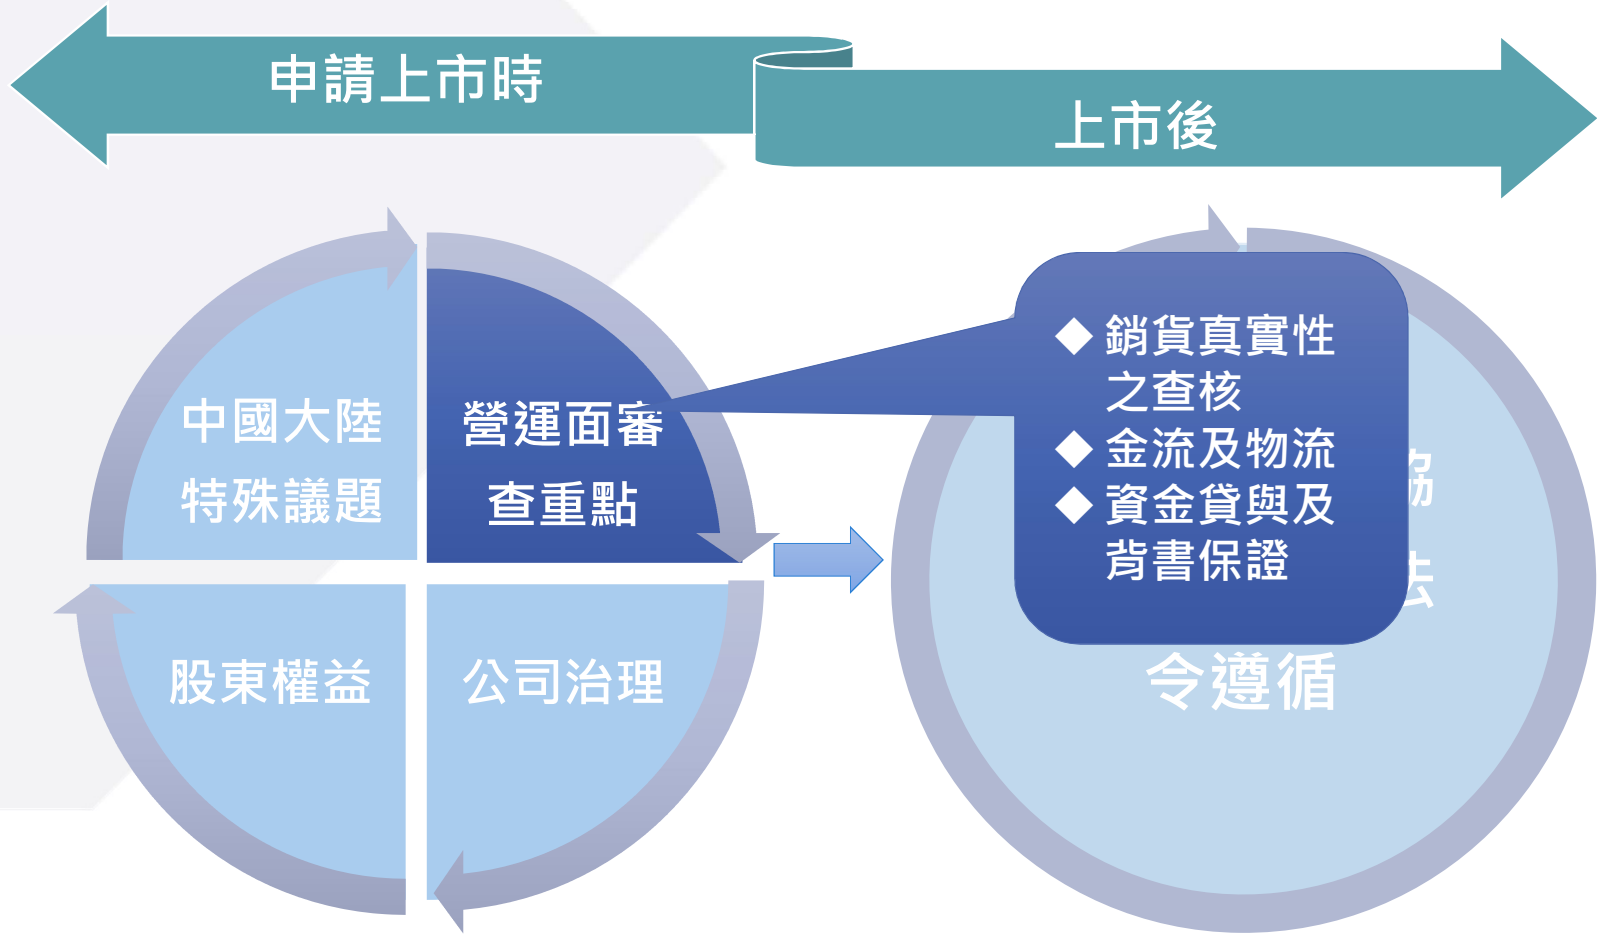 申請上市時
上市後
中國大陸
特殊議題
營運面審
查重點
股東權益
公司治理
◆ 銷貨真實性
之查核
◆ 金流及物流
◆ 資金貸與及
背書保證
令遵循